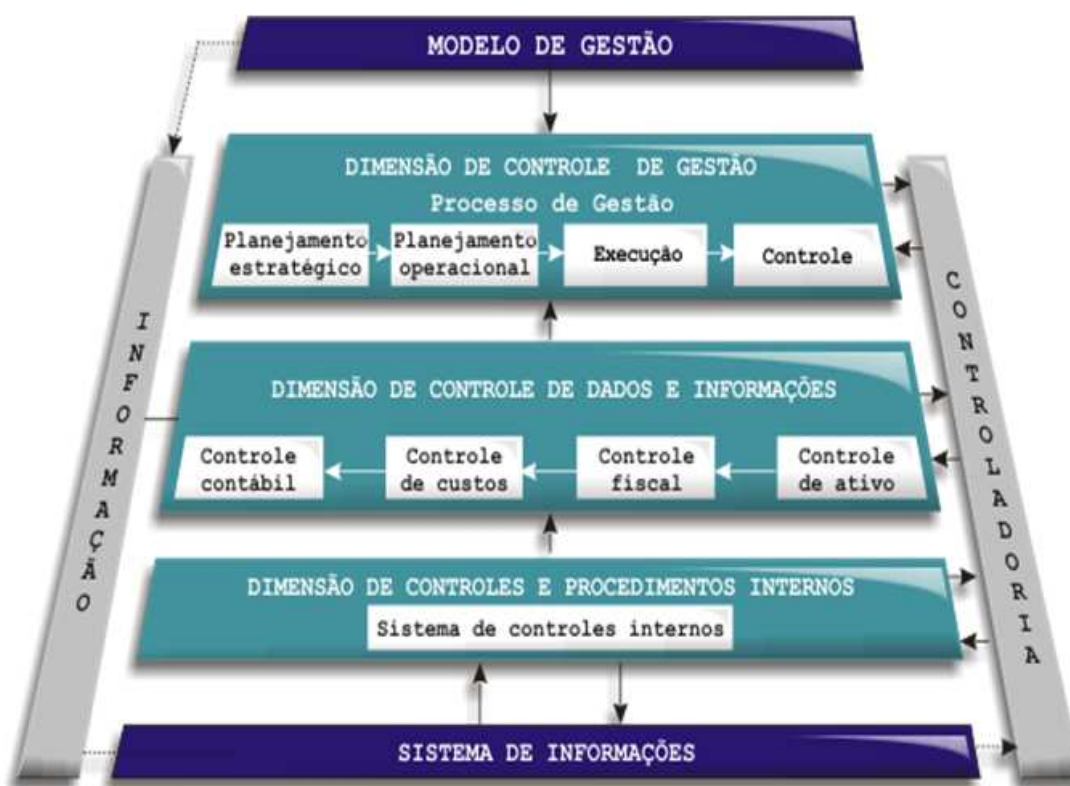 MODELO DE GESTÃO
DIMENSÃO DE CONTROLE DE GESTÃO
Processo de Gestão
Planejamento
estratégico
Planejamento
operacional
Execução
Controle
DIMENSÃO DE CONTROLE DE DADOS E INFORMAÇÕES
Controle
contábil
Controle
de custos
Controle
fiscal
Controle
de ativo
DIMENSÃO DE CONTROLES E PROCEDIMENTOS INTERNOS
Sistema de controles internos
SISTEMA DE INFORMAÇÕES
INFORMAÇÃO
CONTROLADORIA